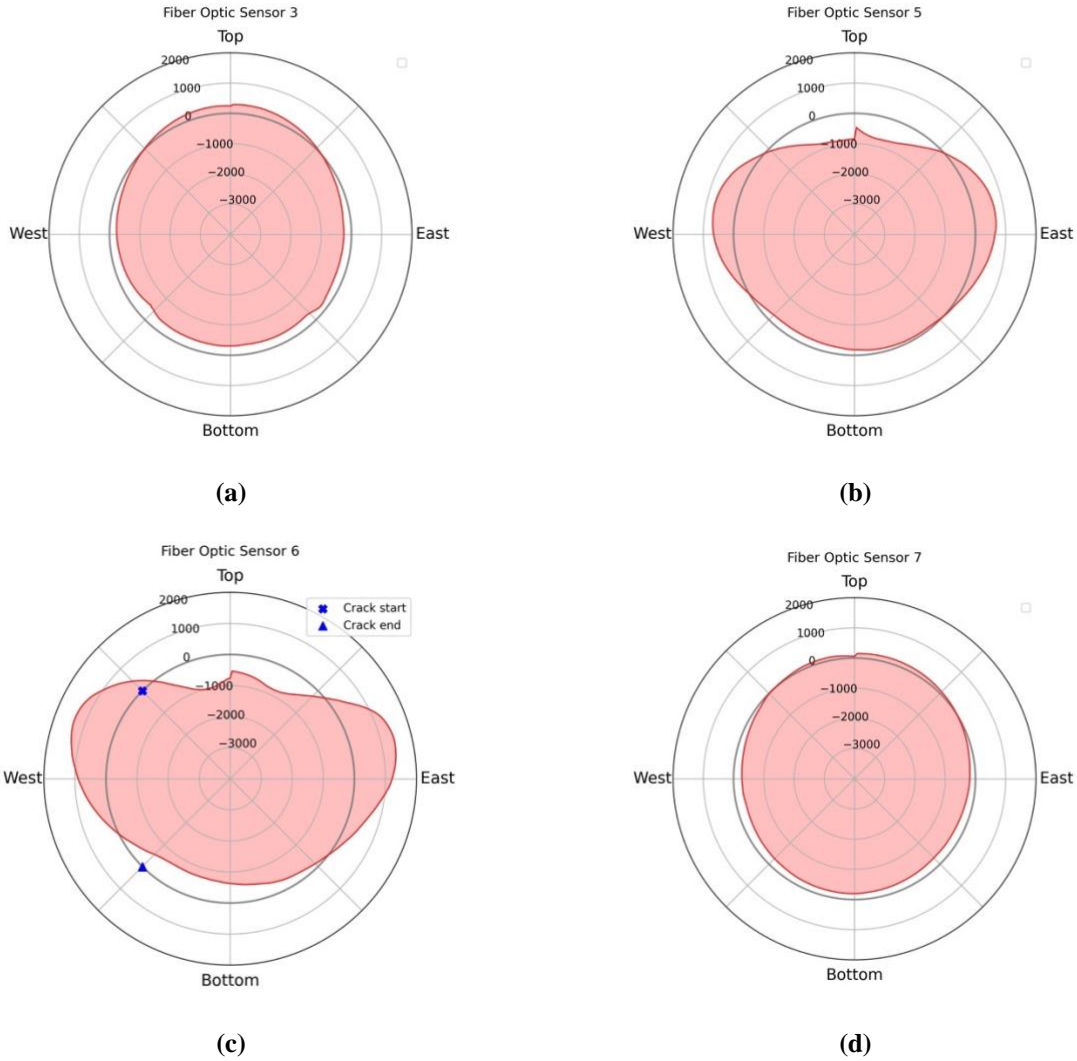 Fiber Optic Sensor 3
Top
2000
1000
0
−1000
−2000
−3000
West
East
Bottom
(a)
Fiber Optic Sensor 5
Top
2000
1000
0
−1000
−2000
−3000
West
East
Bottom
(b)
Fiber Optic Sensor 6
Top
2000
1000
0
−1000
−2000
−3000
Crack start
Crack end
West
East
Bottom
(c)
Fiber Optic Sensor 7
Top
2000
1000
0
−1000
−2000
−3000
West
East
Bottom
(d)